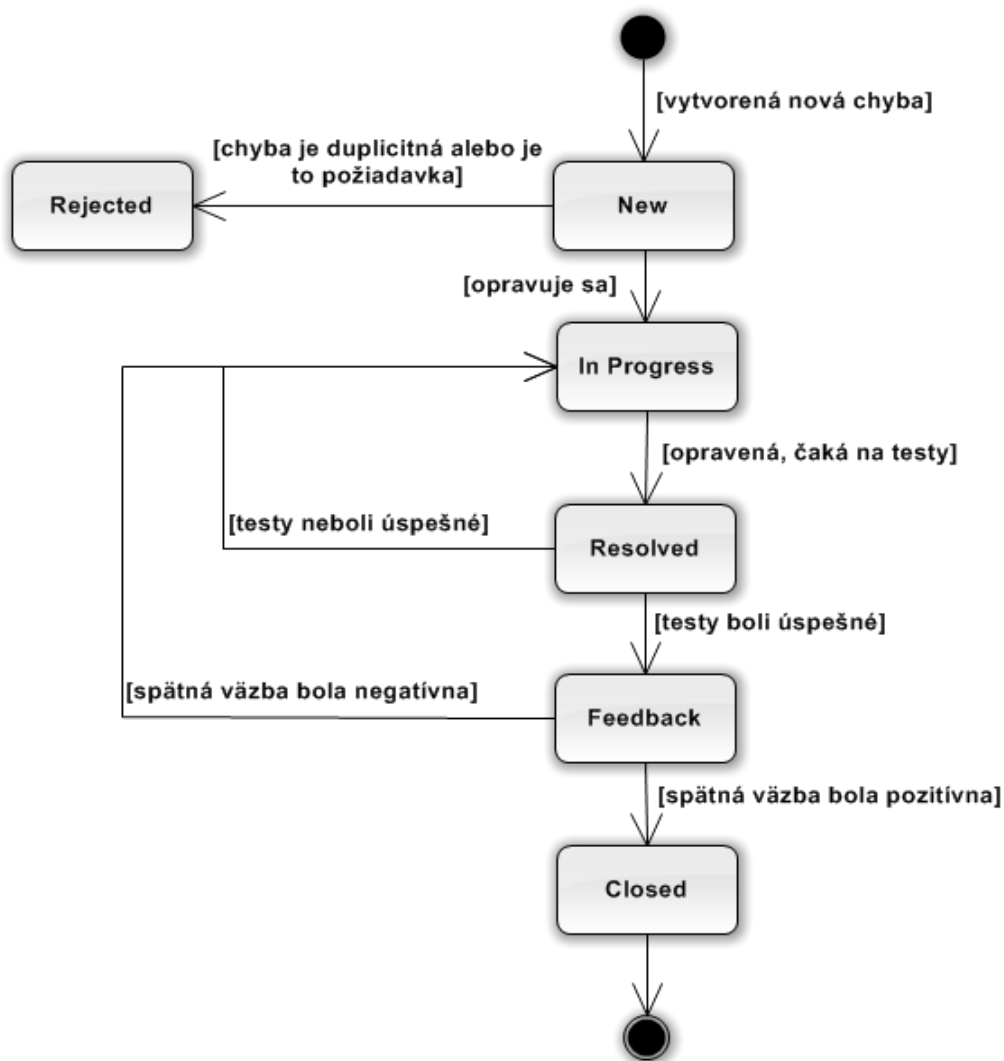 [vytvorená nová chyba]
[chyba je duplicitná alebo je
to požiadavka]
Rejected
New
[opravuje sa]
In Progress
[opravená, čaká na testy]
[testy neboli úspešné]
Resolved
[testy boli úspešné]
[spätná väzba bola negatívna]
Feedback
[spätná väzba bola pozitívna]
Closed